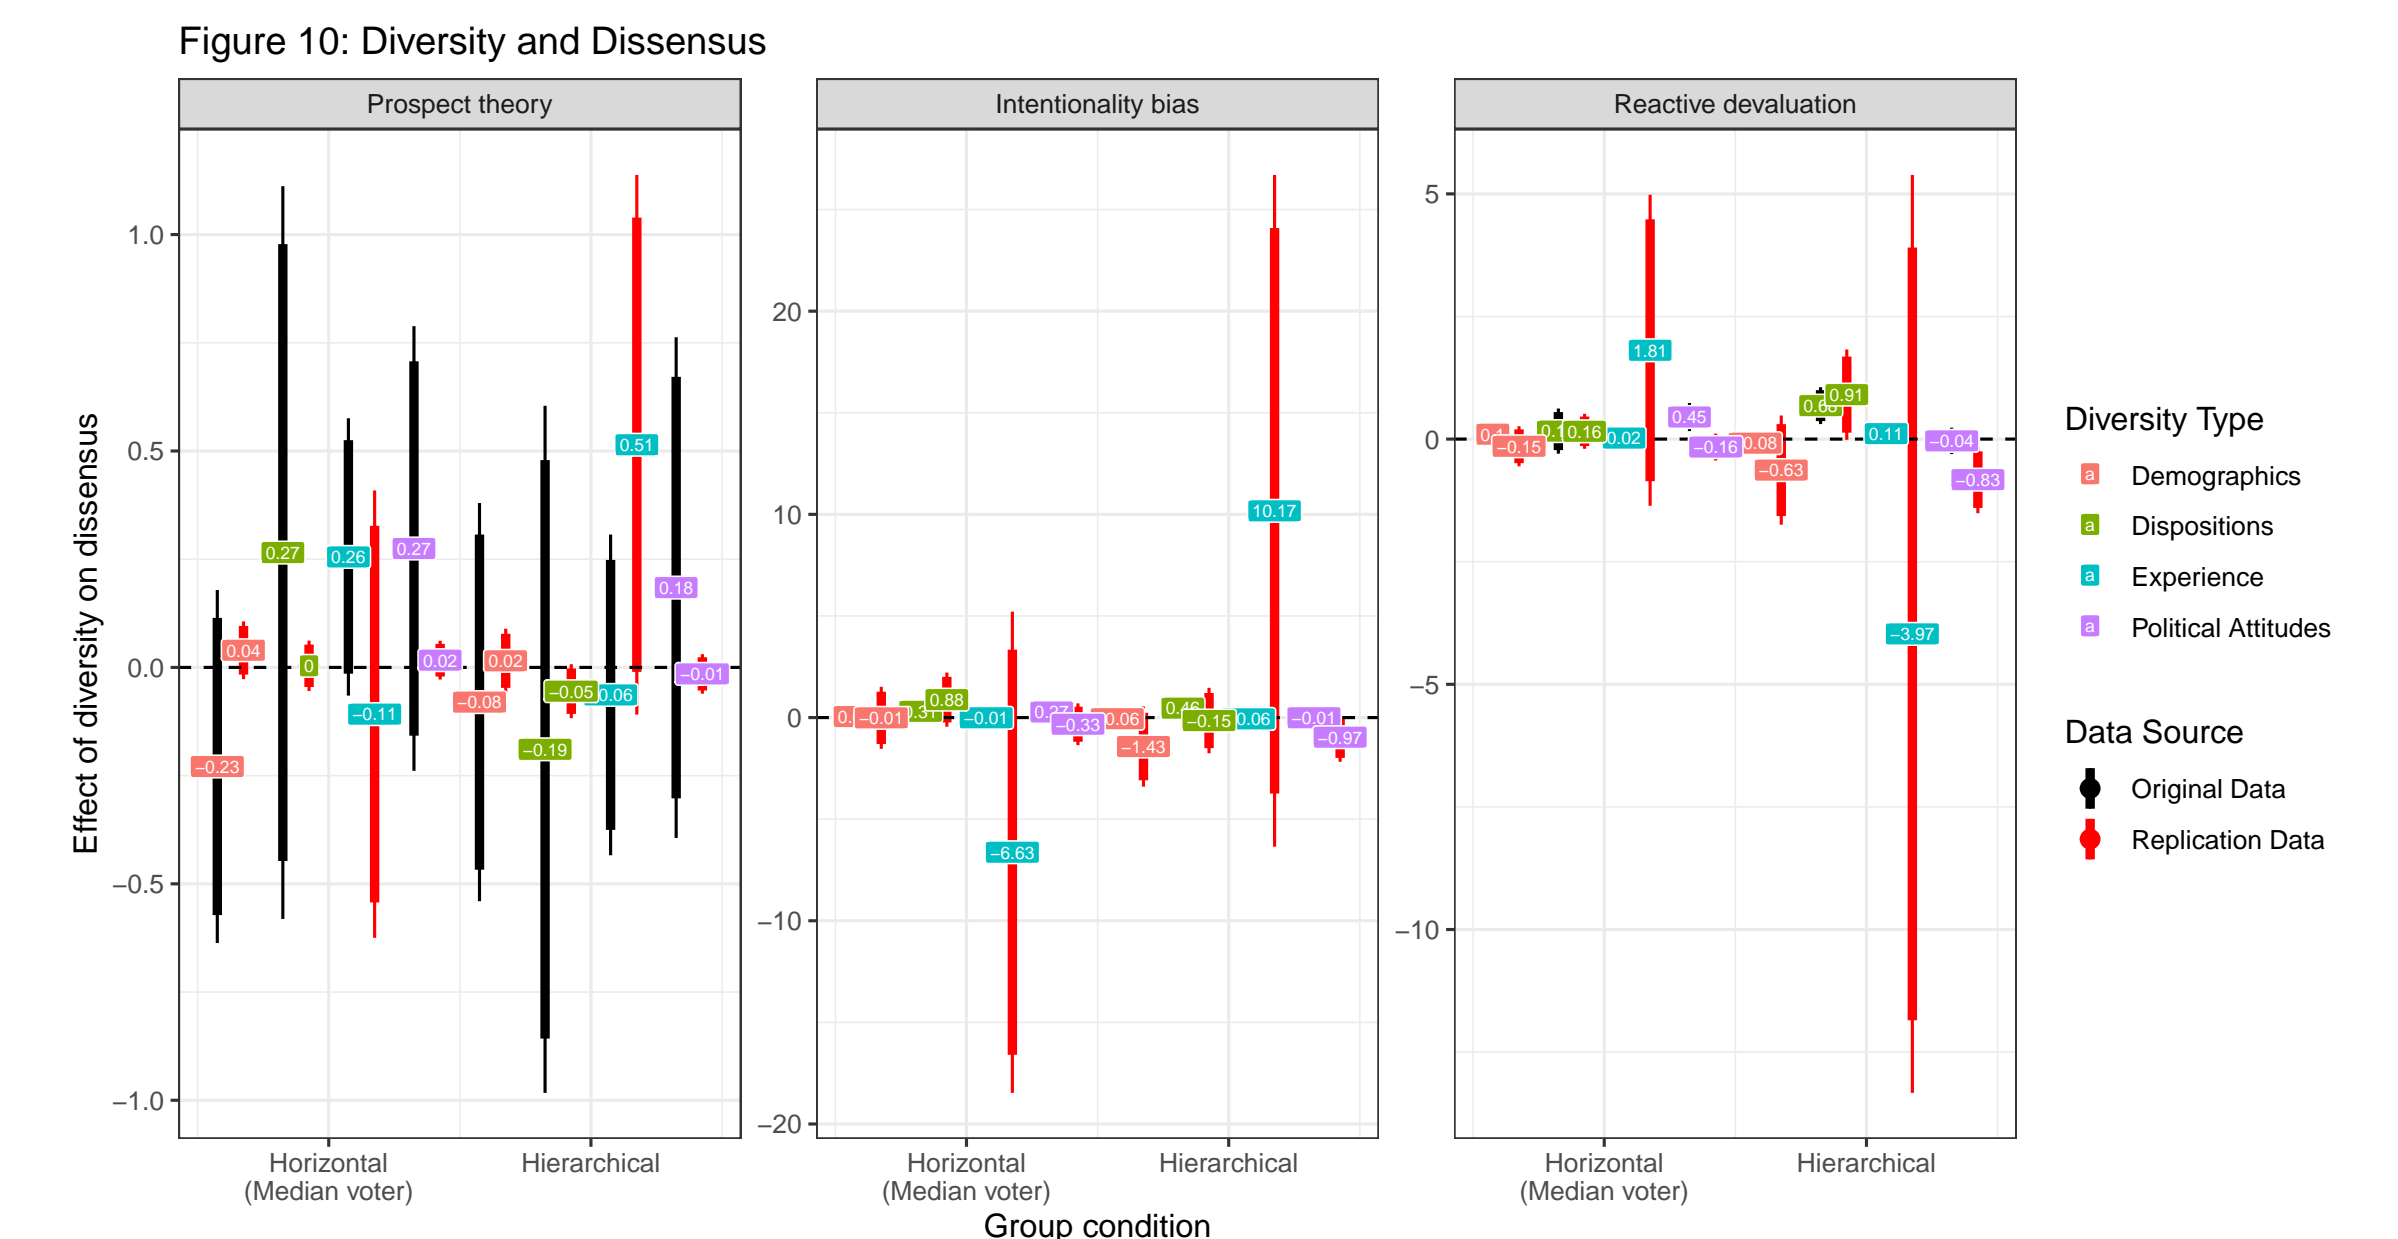 Figure 10: Diversity and Dissensus
Prospect theory
Intentionality bias
Reactive devaluation
Effect of diversity on dissensus
1.0
0.5
0.0
−0.5
−1.0
−0.23
0.04
0.27
0
0.26
−0.11
0.27
0.02
−0.08
0.02
−0.19
−0.05
0.06
0.51
0.18
−0.01
20
10
0
−10
−20
−0.01
0.88
−0.01
−6.63
−0.33
0.06
−1.43
0.46
−0.15
0.06
10.17
−0.01
−0.97
5
0
−5
−10
−0.15
0.16
0.02
1.81
0.45
−0.16
0.08
−0.63
0.91
0.11
−3.97
−0.04
−0.83
Horizontal
(Median voter)
Hierarchical
Horizontal
(Median voter)
Hierarchical
Horizontal
(Median voter)
Hierarchical
Group condition
Diversity Type
a Demographics
a Dispositions
a Experience
a Political Attitudes
Data Source
Original Data
Replication Data